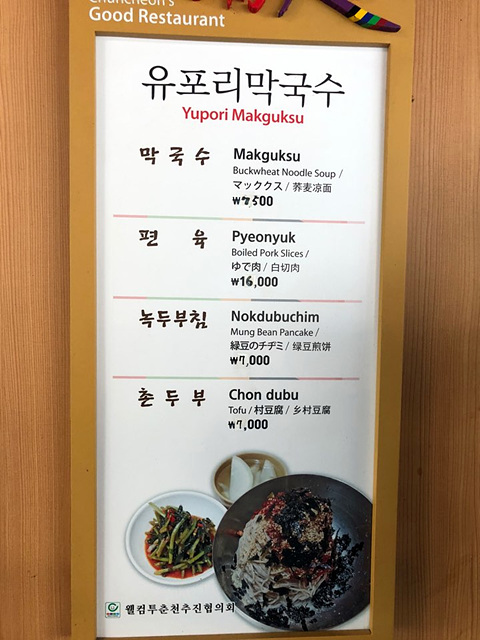 Chuncheon's
Good Restaurant
유포리막국수
Yupori Makguksu
막국수 Makguksu
Buckwheat Noodle Soup /
マッククス / 荞麦凉面
₩7,500
편육 Pyeonyuk
Boiled Pork Slices /
ゆで肉 / 白切肉
₩16,000
녹두부침 Nokdubuchim
Mung Bean Pancake /
緑豆のチヂミ / 绿豆煎饼
₩7,000
촌두부 Chon dubu
Tofu / 村豆腐 / 乡村豆腐
₩7,000
웰컴투춘천추진협의회